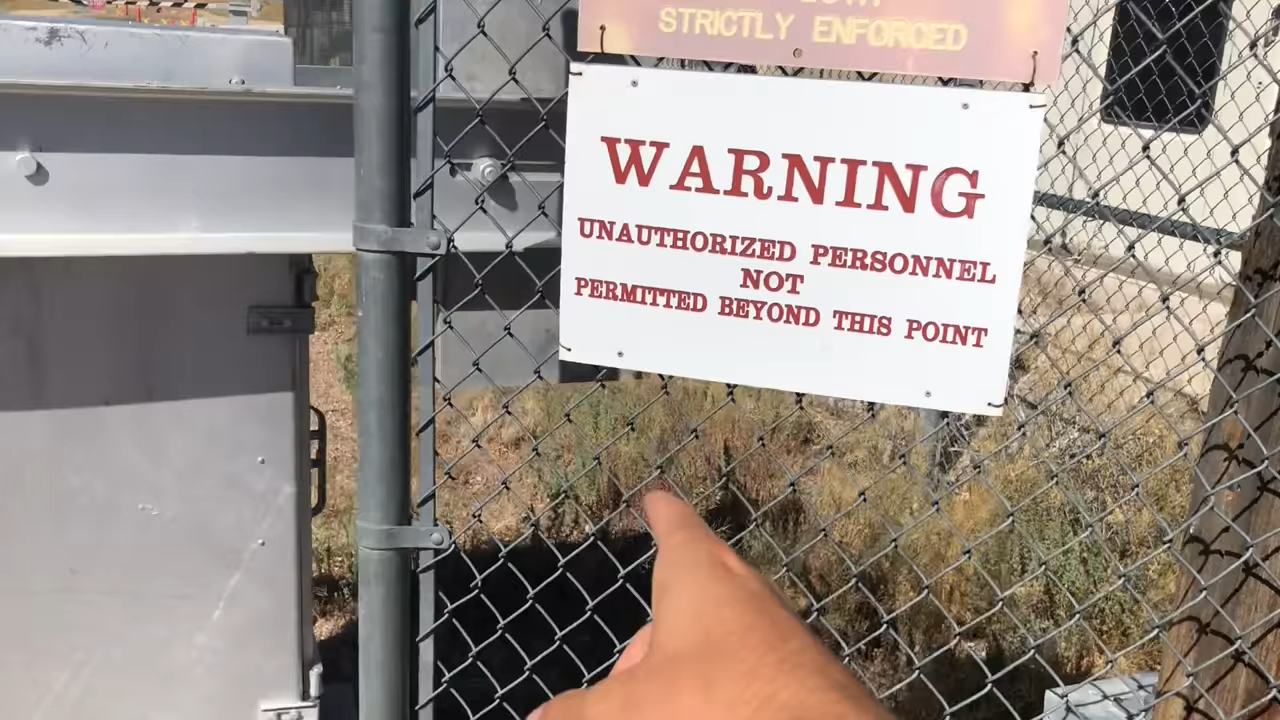 STRICTLY ENFORCED
WARNING
UNAUTHORIZED PERSONNEL
NOT
PERMITTED BEYOND THIS POINT